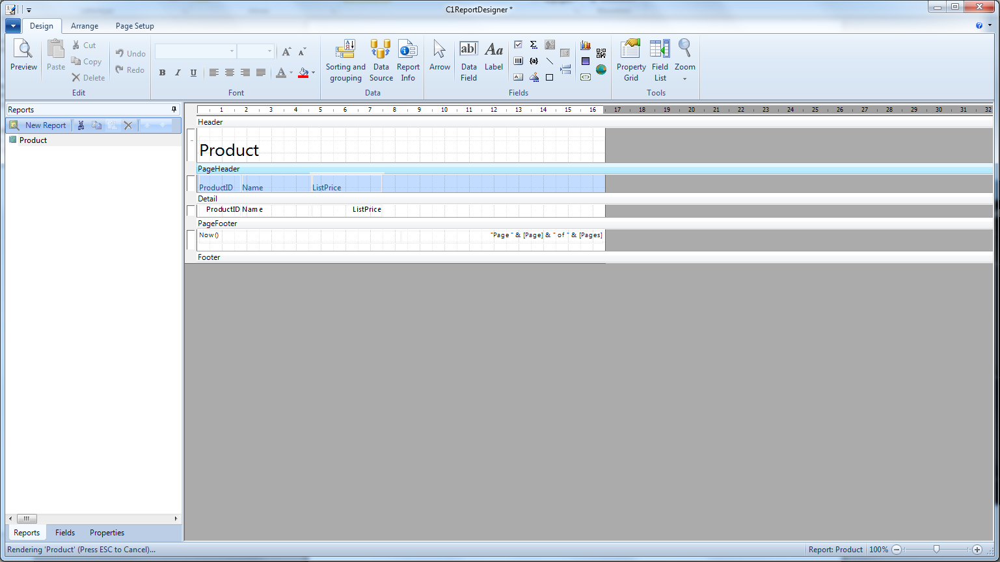 C1ReportDesigner *
Design Arrange Page Setup
Preview Paste Cut Copy Delete Undo Redo
Edit
B I U A
Font
Sorting and grouping Data Source Report Info
Data
Arrow Data Field Label
Fields
Property Grid Field List Zoom
Tools
Reports
New Report
Product
1 2 3 4 5 6 7 8 9 10 11 12 13 14 15 16 17 18 19 20 21 22 23 24 25 26 27 28 29 30 31 32
Header
Product
PageHeader
ProductID Name ListPrice
Detail
ProductID Name ListPrice
PageFooter
Now() "Page " & [Page] & " of " & [Pages]
Footer
Reports Fields Properties
Rendering 'Product' (Press ESC to Cancel)... Report: Product 100%